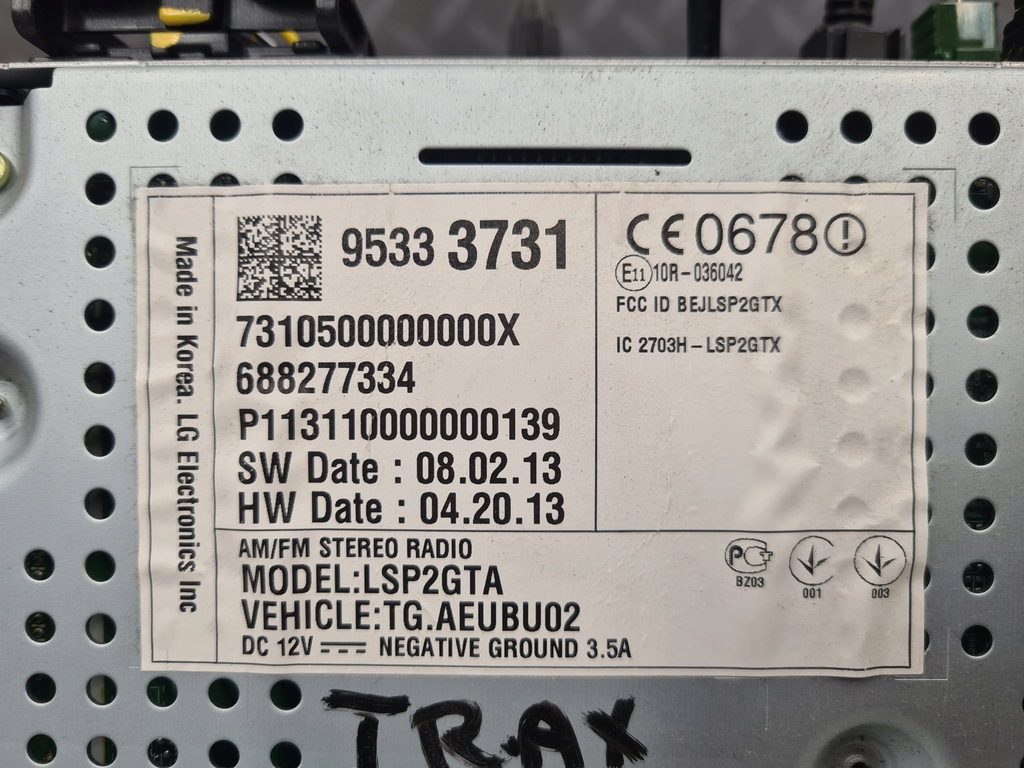 Made in Korea. LG Electronics Inc
9533 3731
7310500000000X
688277334
P113110000000139
SW Date : 08.02.13
HW Date : 04.20.13
CE0678
E11 10R-036042
FCC ID BEJLSP2GTX
IC 2703H-LSP2GTX
AM/FM STEREO RADIO
MODEL:LSP2GTA
VEHICLE:TG.AEUBU02
DC 12V NEGATIVE GROUND 3.5A
PCT
BZ03
001
003
TRAX